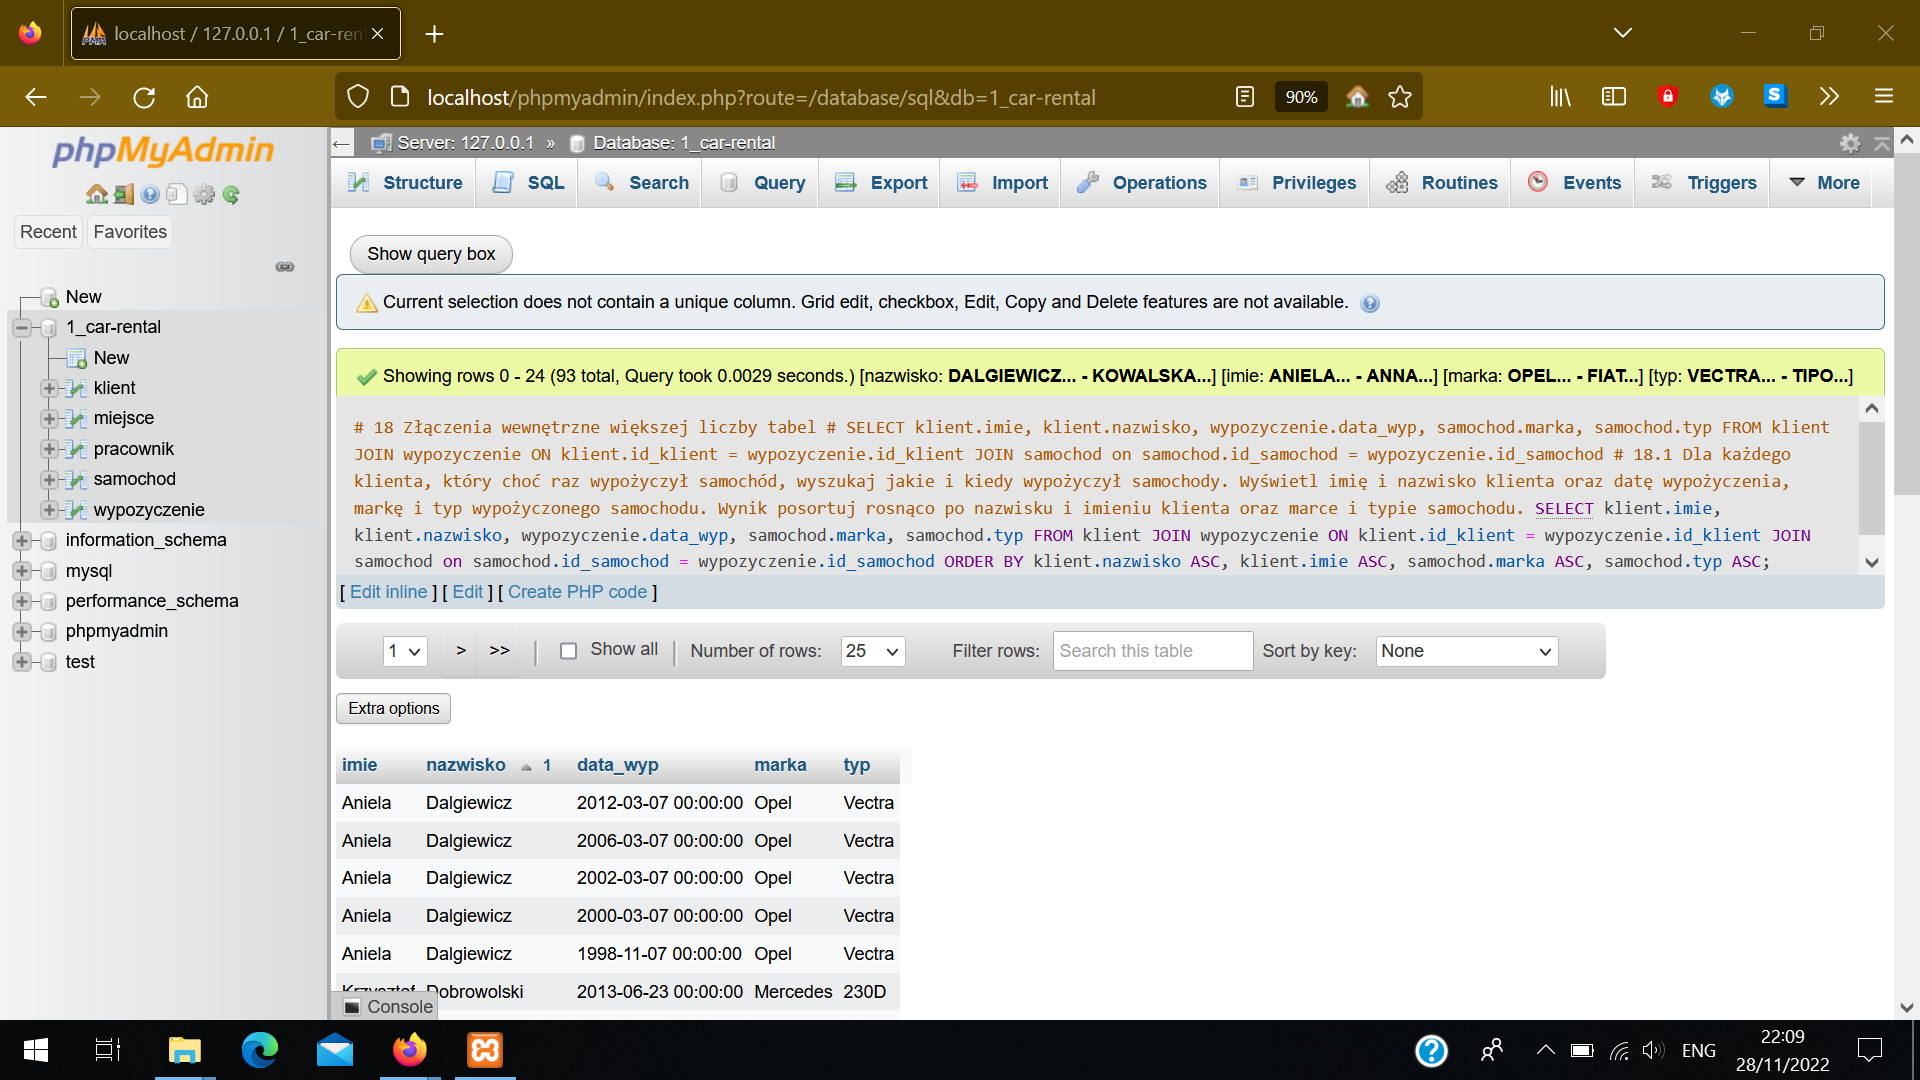 localhost / 127.0.0.1 / 1_car-ren
localhost/phpmyadmin/index.php?route=/database/sql&db=1_car-rental
90%
phpMyAdmin
Server: 127.0.0.1 » Database: 1_car-rental
Structure SQL Search Query Export Import Operations Privileges Routines Events Triggers More
Recent Favorites
New
1_car-rental
New
klient
miejsce
pracownik
samochod
wypozyczenie
information_schema
mysql
performance_schema
phpmyadmin
test
Show query box
Current selection does not contain a unique column. Grid edit, checkbox, Edit, Copy and Delete features are not available.
Showing rows 0 - 24 (93 total, Query took 0.0029 seconds.) [nazwisko: DALGIEWICZ... - KOWALSKA...] [imie: ANIELA... - ANNA...] [marka: OPEL... - FIAT...] [typ: VECTRA... - TIPO...]
# 18 Złączenia wewnętrzne większej liczby tabel # SELECT klient.imie, klient.nazwisko, wypozyczenie.data_wyp, samochod.marka, samochod.typ FROM klient
JOIN wypozyczenie ON klient.id_klient = wypozyczenie.id_klient JOIN samochod on samochod.id_samochod = wypozyczenie.id_samochod # 18.1 Dla każdego
klienta, który choć raz wypożyczył samochód, wyszukaj jakie i kiedy wypożyczył samochody. Wyświetl imię i nazwisko klienta oraz datę wypożyczenia,
markę i typ wypożyczonego samochodu. Wynik posortuj rosnąco po nazwisku i imieniu klienta oraz marce i typie samochodu. SELECT klient.imie,
klient.nazwisko, wypozyczenie.data_wyp, samochod.marka, samochod.typ FROM klient JOIN wypozyczenie ON klient.id_klient = wypozyczenie.id_klient JOIN
samochod on samochod.id_samochod = wypozyczenie.id_samochod ORDER BY klient.nazwisko ASC, klient.imie ASC, samochod.marka ASC, samochod.typ ASC;
[ Edit inline ] [ Edit ] [ Create PHP code ]
1 > >> Show all Number of rows: 25 Filter rows: Search this table Sort by key: None
Extra options
imie nazwisko 1 data_wyp marka typ
Aniela Dalgiewicz 2012-03-07 00:00:00 Opel Vectra
Aniela Dalgiewicz 2006-03-07 00:00:00 Opel Vectra
Aniela Dalgiewicz 2002-03-07 00:00:00 Opel Vectra
Aniela Dalgiewicz 2000-03-07 00:00:00 Opel Vectra
Aniela Dalgiewicz 1998-11-07 00:00:00 Opel Vectra
Krzysztof Dobrowolski 2013-06-23 00:00:00 Mercedes 230D
Console
ENG
22:09
28/11/2022